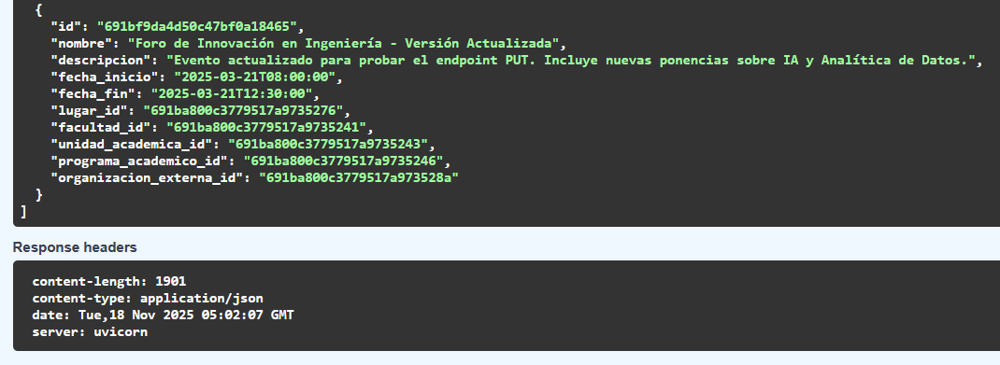 {
"id": "691bf9da4d50c47bf0a18465",
"nombre": "Foro de Innovación en Ingeniería - Versión Actualizada",
"descripcion": "Evento actualizado para probar el endpoint PUT. Incluye nuevas ponencias sobre IA y Analítica de Datos.",
"fecha_inicio": "2025-03-21T08:00:00",
"fecha_fin": "2025-03-21T12:30:00",
"lugar_id": "691ba800c3779517a9735276",
"facultad_id": "691ba800c3779517a9735241",
"unidad_academica_id": "691ba800c3779517a9735243",
"programa_academico_id": "691ba800c3779517a9735246",
"organizacion_externa_id": "691ba800c3779517a973528a"
}
]
Response headers
content-length: 1901
content-type: application/json
date: Tue,18 Nov 2025 05:02:07 GMT
server: uvicorn